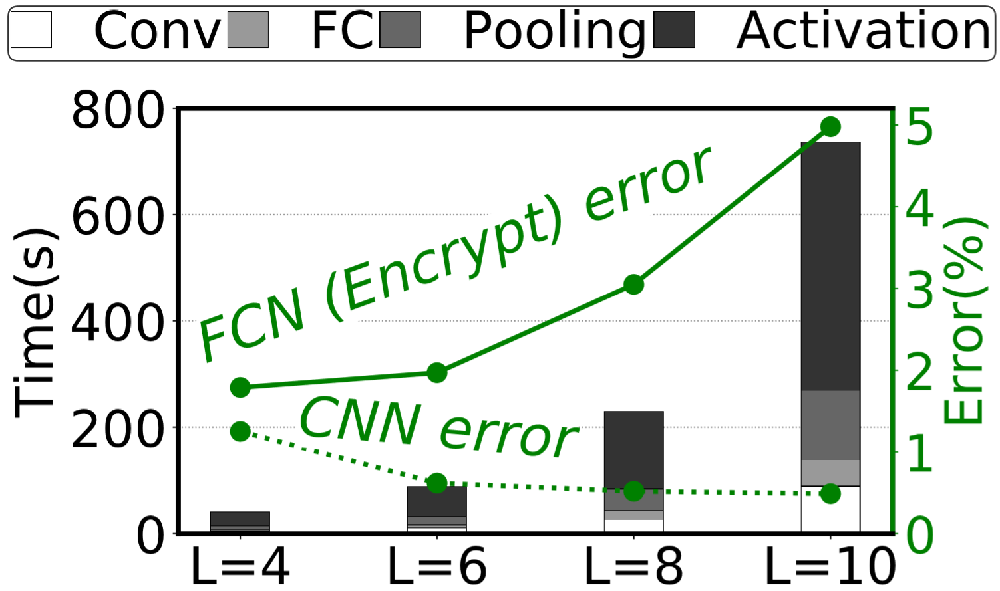 Conv FC Pooling Activation
800
600
400
200
0
Time(s)
FCN (Encrypt) error
CNN error
5
4
3
2
1
0
Error(%)
L=4 L=6 L=8 L=10